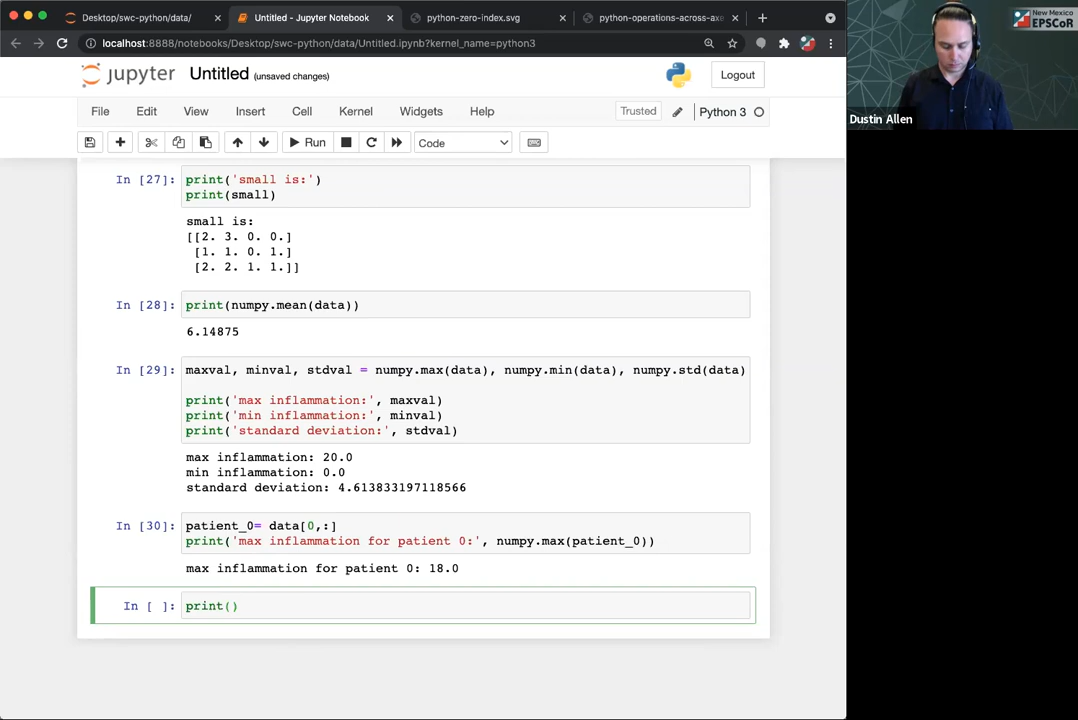 Desktop/swc-python/data/
Untitled - Jupyter Notebook
python-zero-index.svg
python-operations-across-axe
localhost:8888/notebooks/Desktop/swc-python/data/Untitled.ipynb?kernel_name=python3
New Mexico
EPSCoR
Dustin Allen
jupyter Untitled (unsaved changes)
Logout
File Edit View Insert Cell Kernel Widgets Help
Trusted
Python 3
Run
Code
In [27]: print('small is:')
print(small)
small is:
[[2. 3. 0. 0.]
[1. 1. 0. 1.]
[2. 2. 1. 1.]]
In [28]: print(numpy.mean(data))
6.14875
In [29]: maxval, minval, stdval = numpy.max(data), numpy.min(data), numpy.std(data)
print('max inflammation:', maxval)
print('min inflammation:', minval)
print('standard deviation:', stdval)
max inflammation: 20.0
min inflammation: 0.0
standard deviation: 4.613833197118566
In [30]: patient_0= data[0,:]
print('max inflammation for patient 0:', numpy.max(patient_0))
max inflammation for patient 0: 18.0
In [ ]: print()